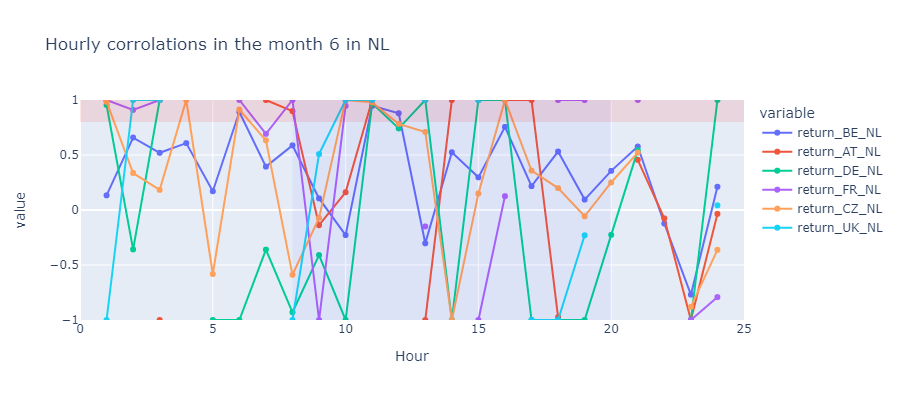 Hourly corrolations in the month 6 in NL
variable
return_BE_NL
return_AT_NL
return_DE_NL
return_FR_NL
return_CZ_NL
return_UK_NL
value
1
0.5
0
−0.5
−1
0
5
10
15
20
25
Hour